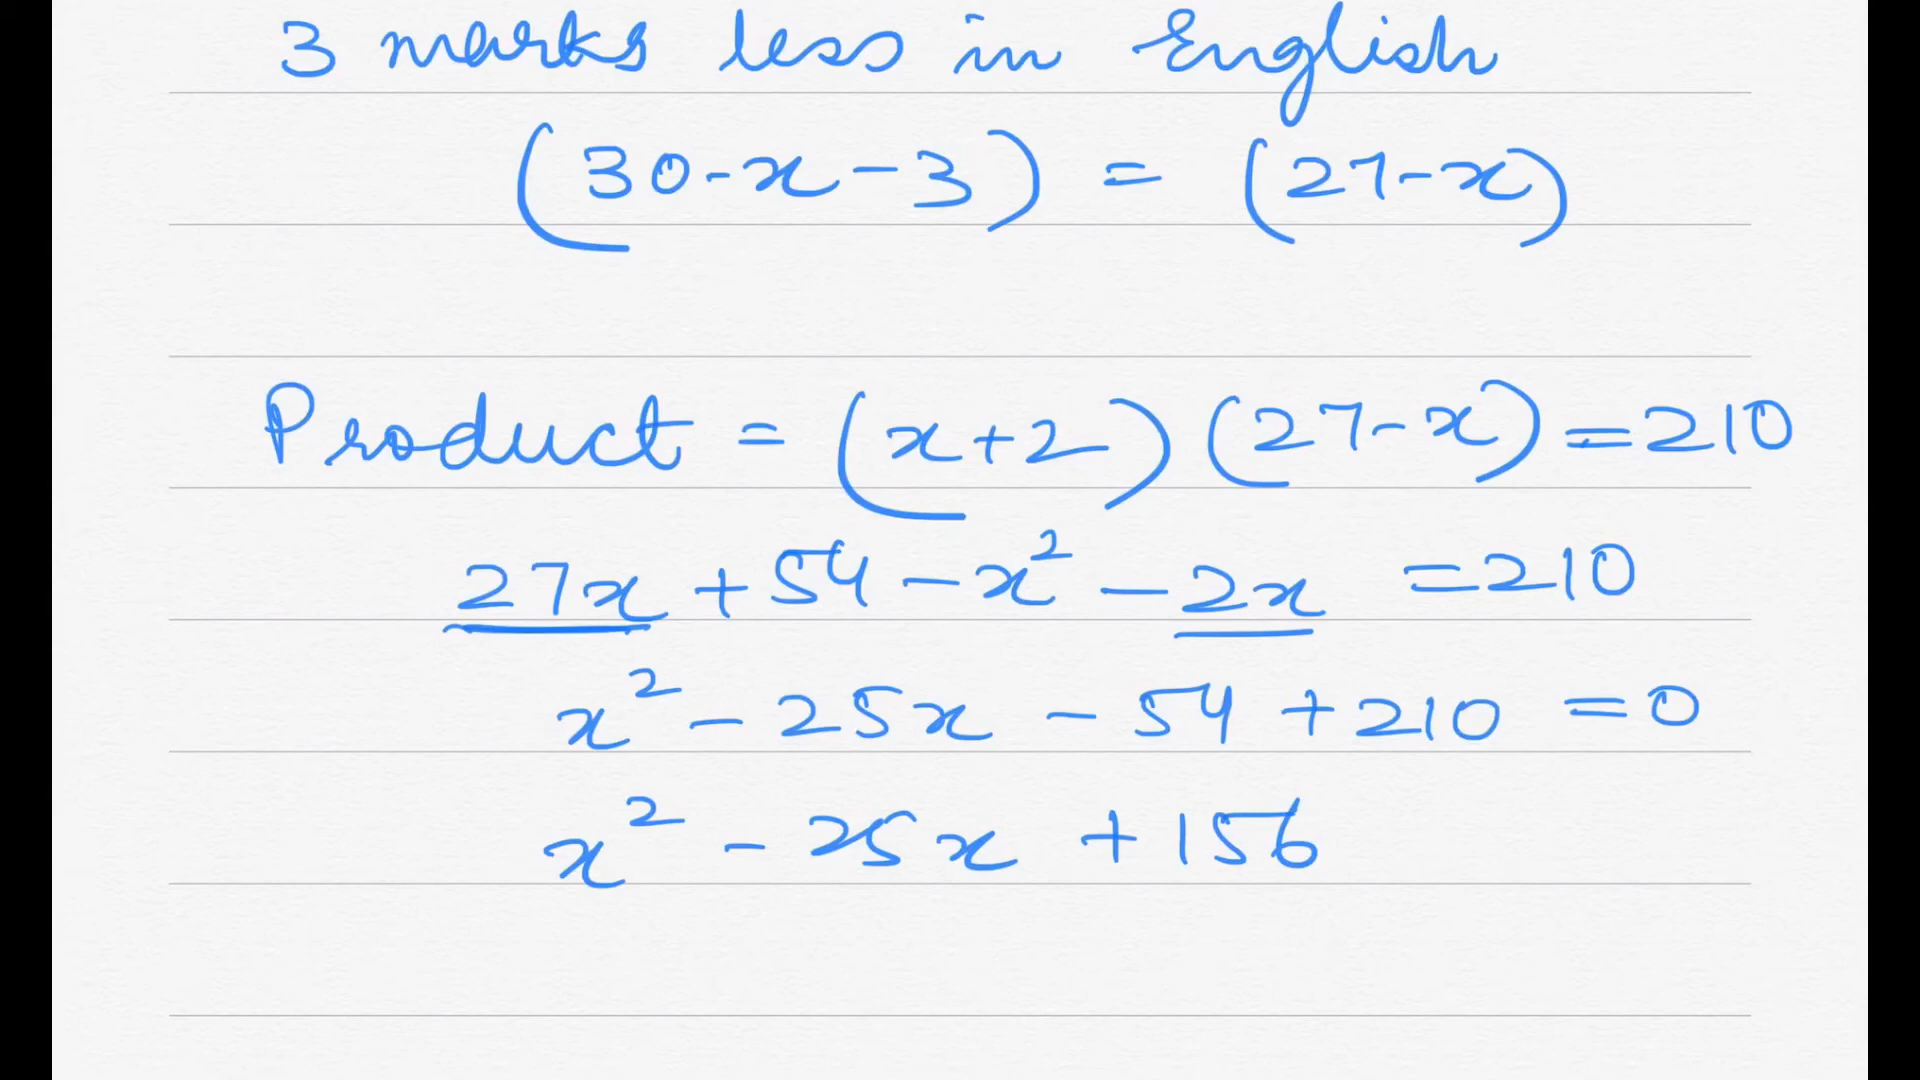 3 marks less in English
(30-x-3) = (27-x)
Product = (x+2)(27-x)=210
27x+54-x²-2x =210
x²-25x-54+210=0
x²-25x+156